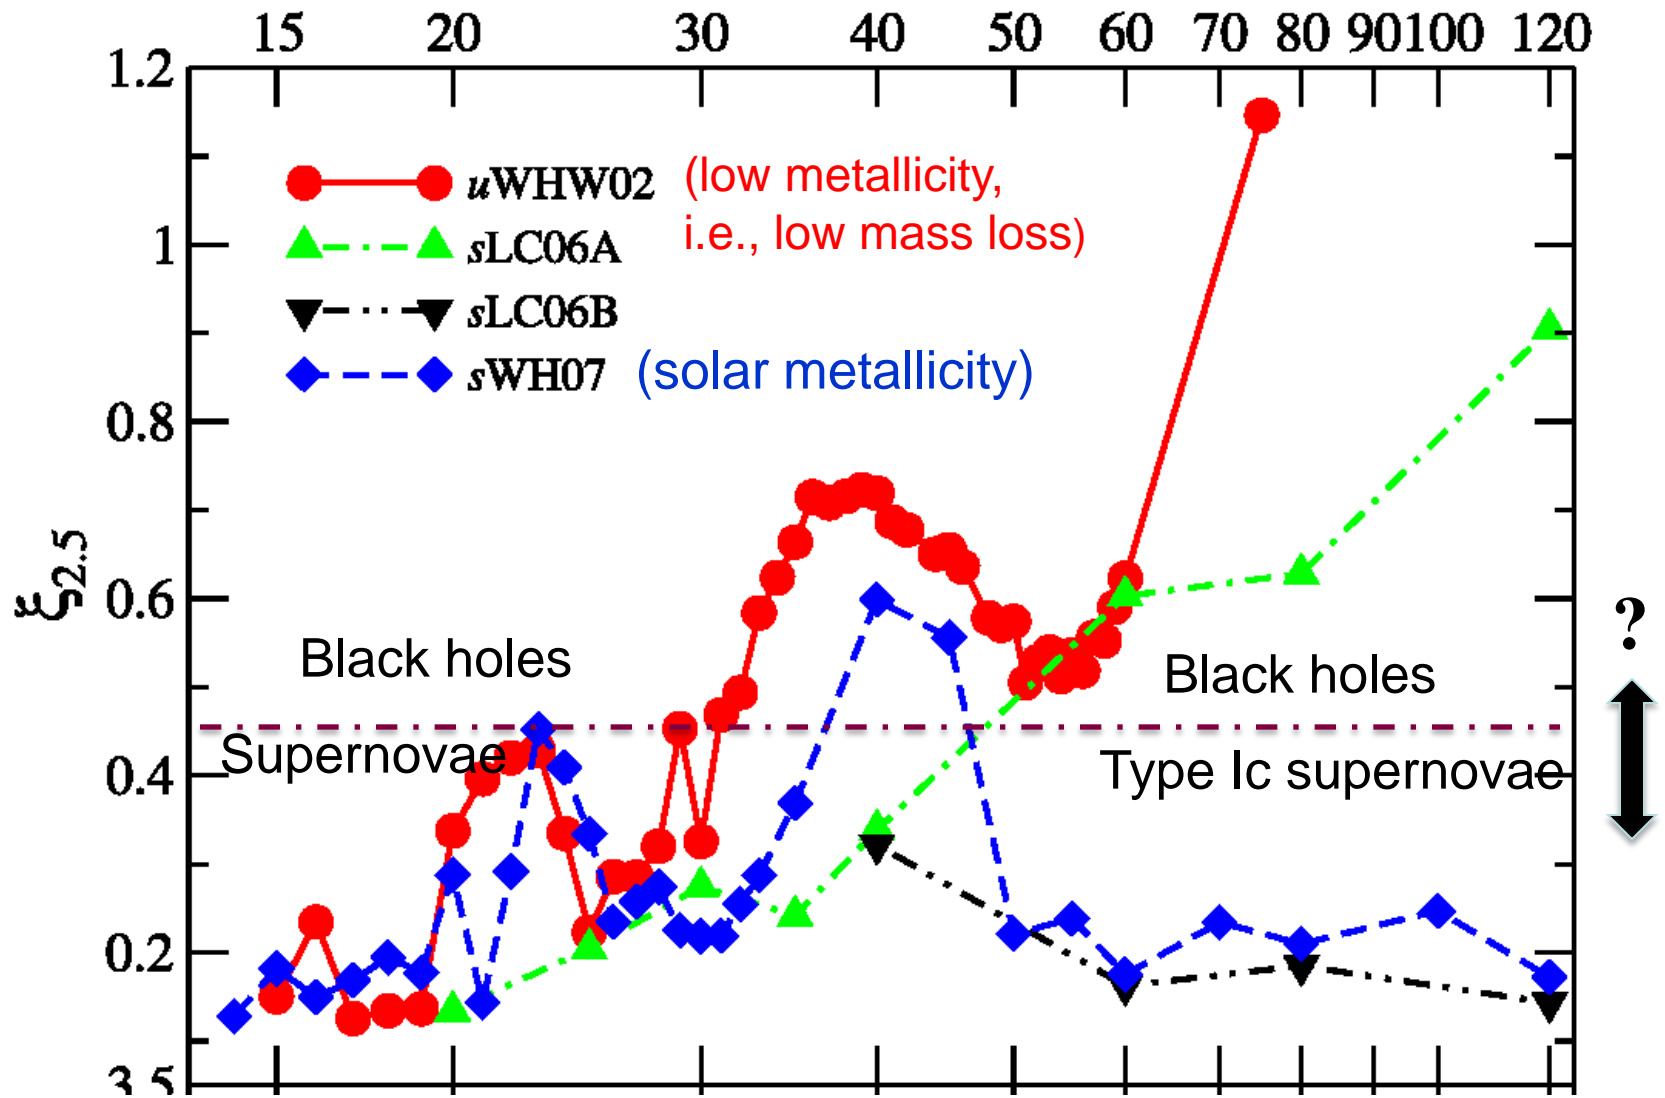 15 20 30 40 50 60 70 80 90 100 120
1.2
uWHW02 (low metallicity,
i.e., low mass loss)
1
sLC06A
sLC06B
sWH07 (solar metallicity)
0.8
ξ2.5
0.6
?
Black holes
Black holes
Supernovae
0.4
Type Ic supernovae
0.2
3.5